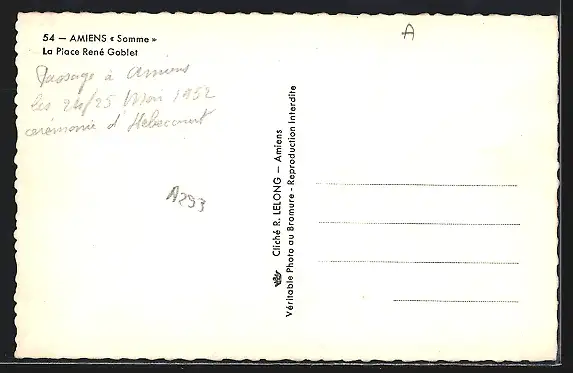 54 — AMIENS « Somme »
La Place René Goblet
Passage à Amiens
les 24/25 Mai 1952
cérémonie d'Hébécourt
A293
A
Cliché R. LELONG — Amiens
Véritable Photo au Bromure - Reproduction Interdite